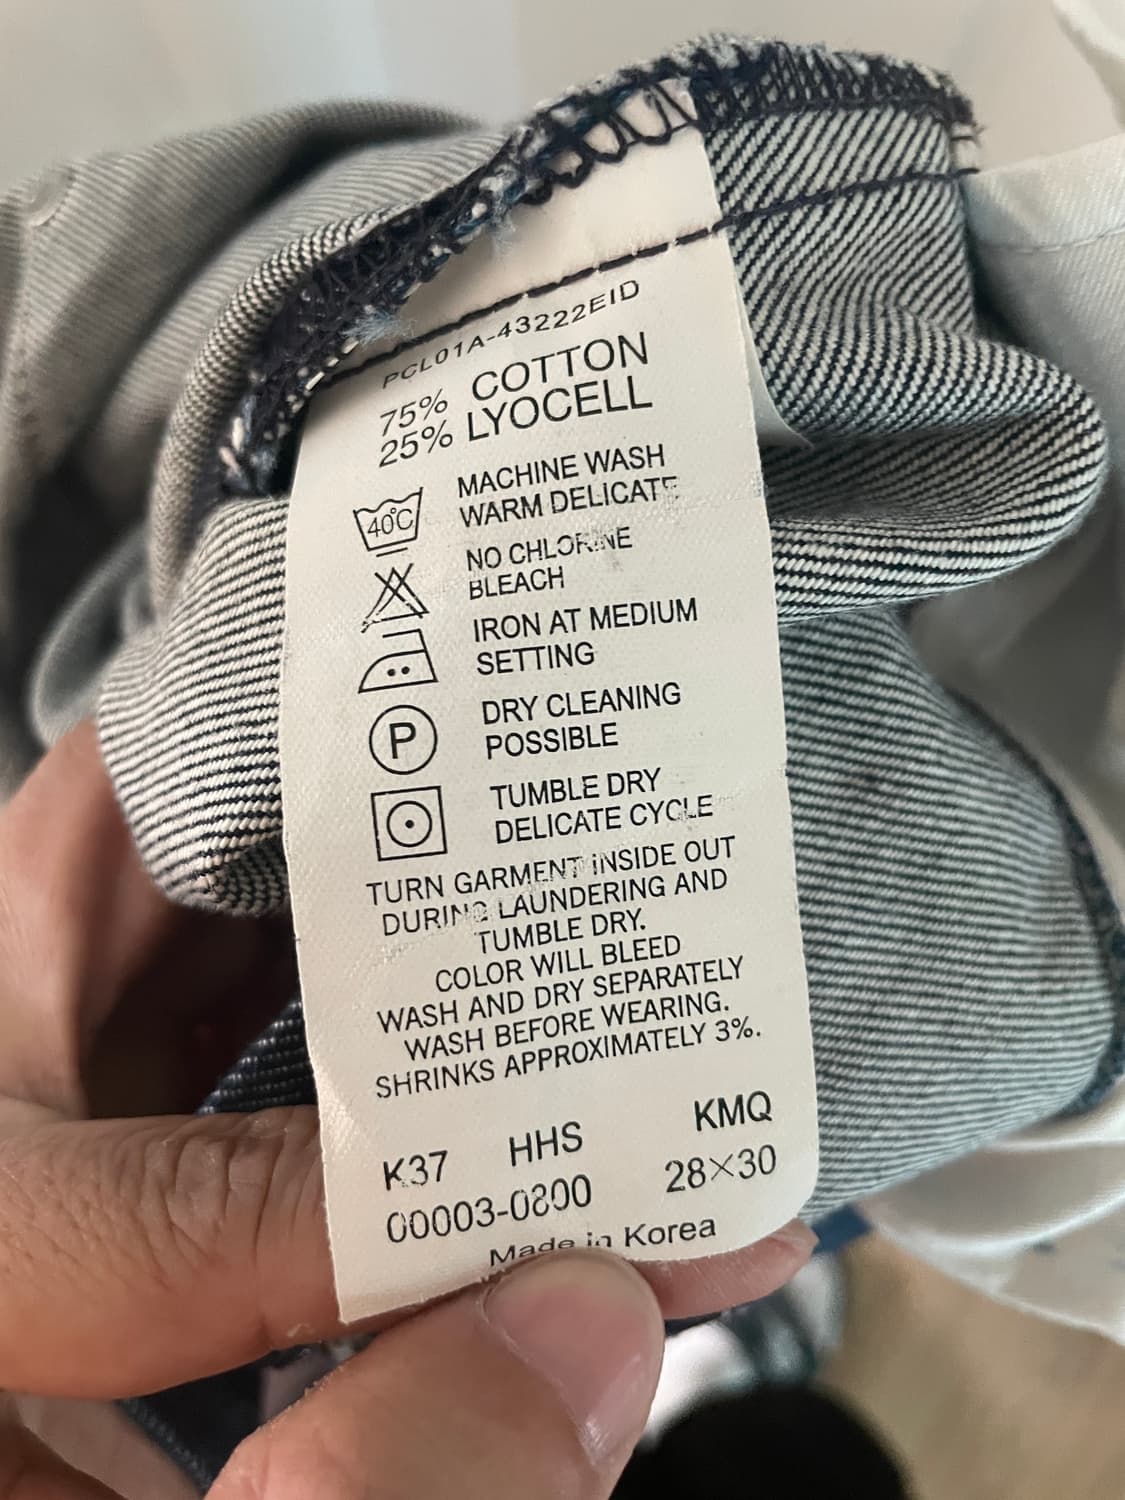 PCL01A-43222EID
75% COTTON
25% LYOCELL
40°C
MACHINE WASH
WARM DELICATE
NO CHLORINE
BLEACH
IRON AT MEDIUM
SETTING
P
DRY CLEANING
POSSIBLE
TUMBLE DRY
DELICATE CYCLE
TURN GARMENT INSIDE OUT
DURING LAUNDERING AND
TUMBLE DRY.
COLOR WILL BLEED
WASH AND DRY SEPARATELY
WASH BEFORE WEARING.
SHRINKS APPROXIMATELY 3%.
K37 HHS KMQ
00003-0800 28×30
Made in Korea